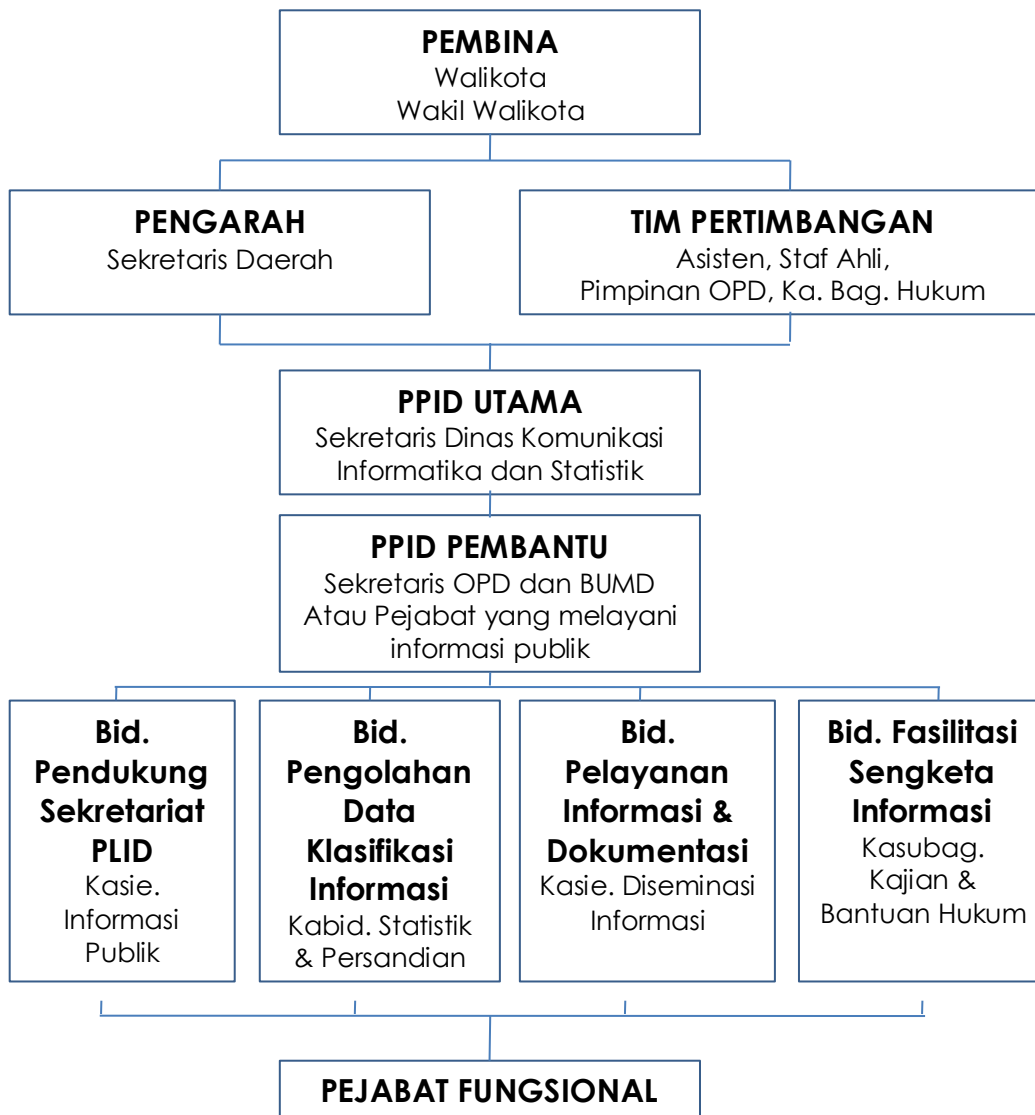 PEMBINA
Walikota
Wakil Walikota
PENGARAH
Sekretaris Daerah
TIM PERTIMBANGAN
Asisten, Staf Ahli,
Pimpinan OPD, Ka. Bag. Hukum
PPID UTAMA
Sekretaris Dinas Komunikasi
Informatika dan Statistik
PPID PEMBANTU
Sekretaris OPD dan BUMD
Atau Pejabat yang melayani
informasi publik
Bid.
Pendukung
Sekretariat
PLID
Kasie.
Informasi
Publik
Bid.
Pengolahan
Data
Klasifikasi
Informasi
Kabid. Statistik
& Persandian
Bid.
Pelayanan
Informasi &
Dokumentasi
Kasie. Diseminasi
Informasi
Bid. Fasilitasi
Sengketa
Informasi
Kasubag.
Kajian &
Bantuan Hukum
PEJABAT FUNGSIONAL